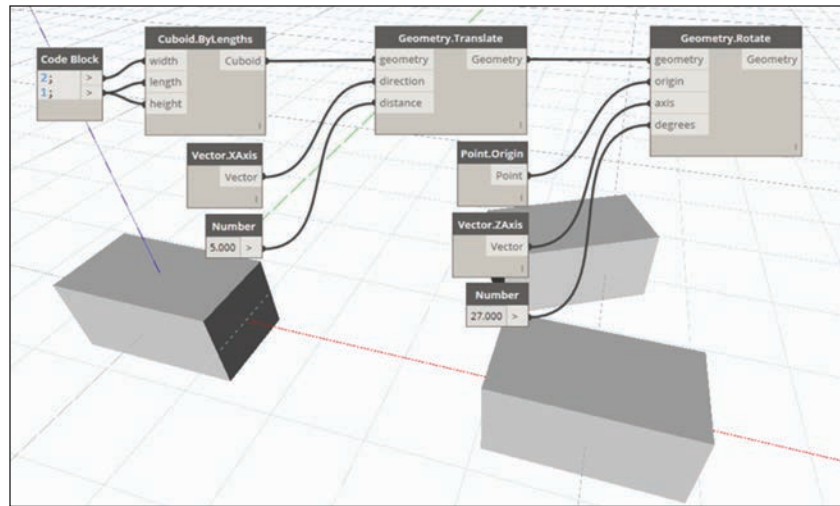 Code Block
2; >
1; >
Cuboid.ByLengths
width Cuboid
length
height
Geometry.Translate
geometry Geometry
direction
distance
Geometry.Rotate
geometry Geometry
origin
axis
degrees
Vector.XAxis
Vector
Number
5.000 >
Point.Origin
Point
Vector.ZAxis
Vector
Number
27.000 >